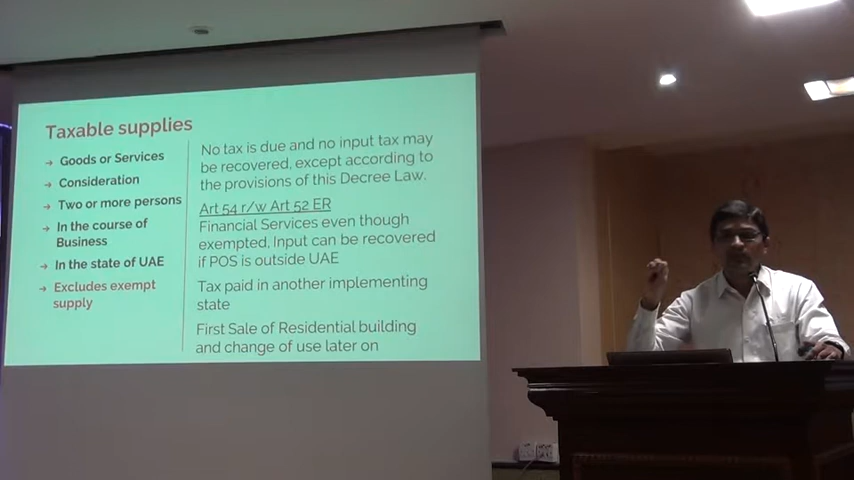 Taxable supplies
→ Goods or Services
→ Consideration
→ Two or more persons
→ In the course of
Business
→ In the state of UAE
→ Excludes exempt
supply
No tax is due and no input tax may
be recovered, except according to
the provisions of this Decree Law.
Art 54 r/w Art 52 ER
Financial Services even though
exempted, Input can be recovered
if POS is outside UAE
Tax paid in another implementing
state
First Sale of Residential building
and change of use later on